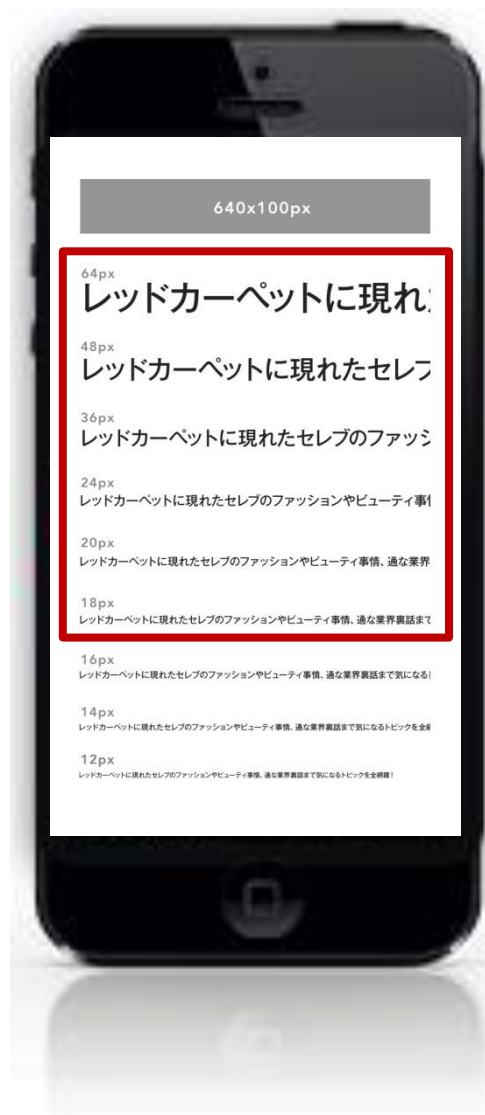 640x100px
64px
レッドカーペットに現れ
48px
レッドカーペットに現れたセレブ
36px
レッドカーペットに現れたセレブのファッシ
24px
レッドカーペットに現れたセレブのファッションやビューティ事情
20px
レッドカーペットに現れたセレブのファッションやビューティ事情、通な業界
18px
レッドカーペットに現れたセレブのファッションやビューティ事情、通な業界裏話まで
16px
レッドカーペットに現れたセレブのファッションやビューティ事情、通な業界裏話まで気になる
14px
レッドカーペットに現れたセレブのファッションやビューティ事情、通な業界裏話まで気になるトピックを全網
12px
レッドカーペットに現れたセレブのファッションやビューティ事情、通な業界裏話まで気になるトピックを全網羅！